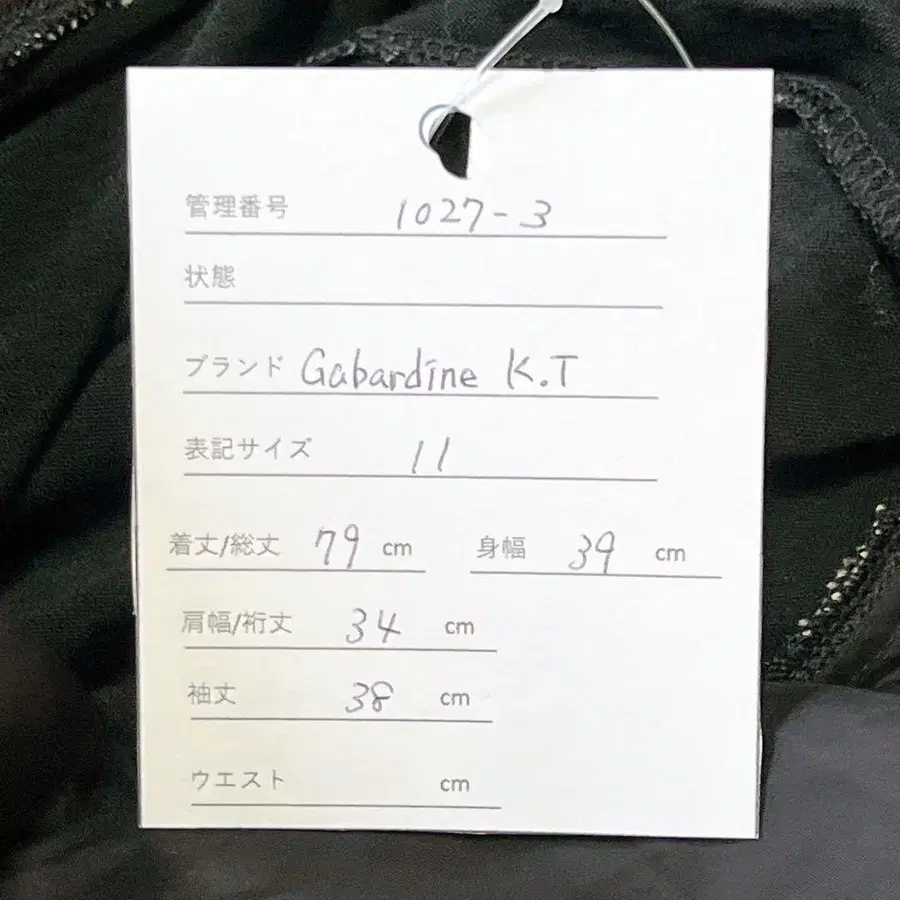 管理番号 1027-3
状態
ブランド Gabardine K.T
表記サイズ 11
着丈/総丈 79 cm 身幅 39 cm
肩幅/裄丈 34 cm
袖丈 38 cm
ウエスト cm